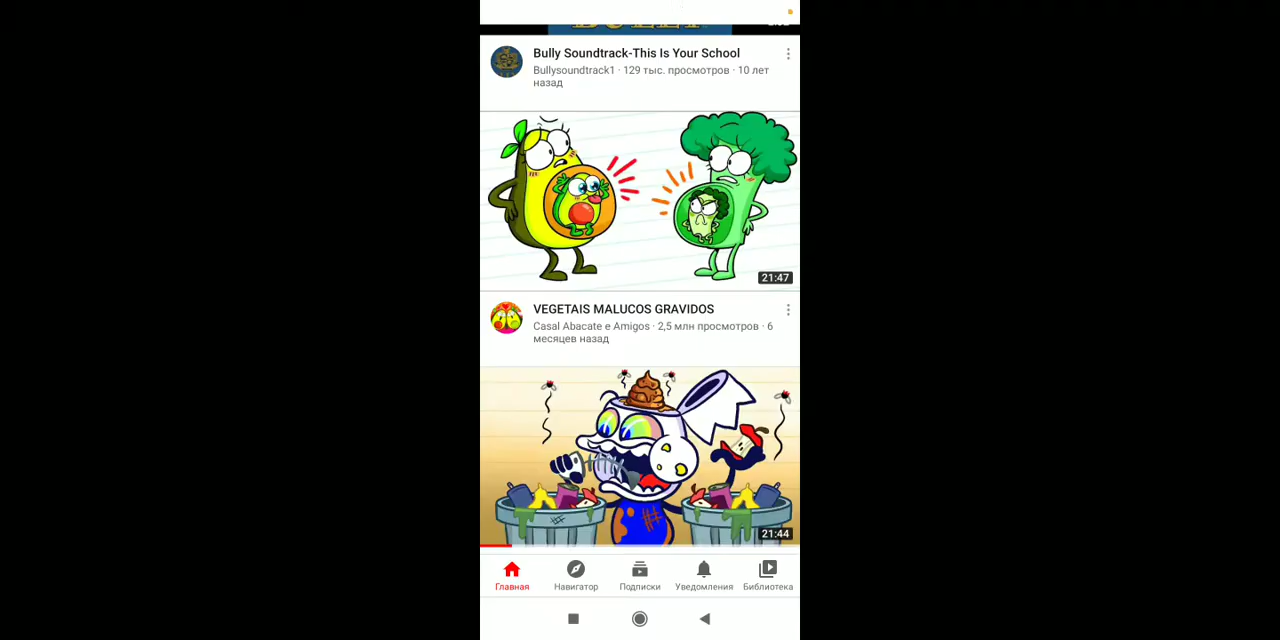 Bully Soundtrack-This Is Your School
Bullysoundtrack1 · 129 тыс. просмотров · 10 лет
назад
21:47
VEGETAIS MALUCOS GRAVIDOS
Casal Abacate e Amigos · 2,5 млн просмотров · 6
месяцев назад
21:44
Главная
Навигатор
Подписки
Уведомления
Библиотека